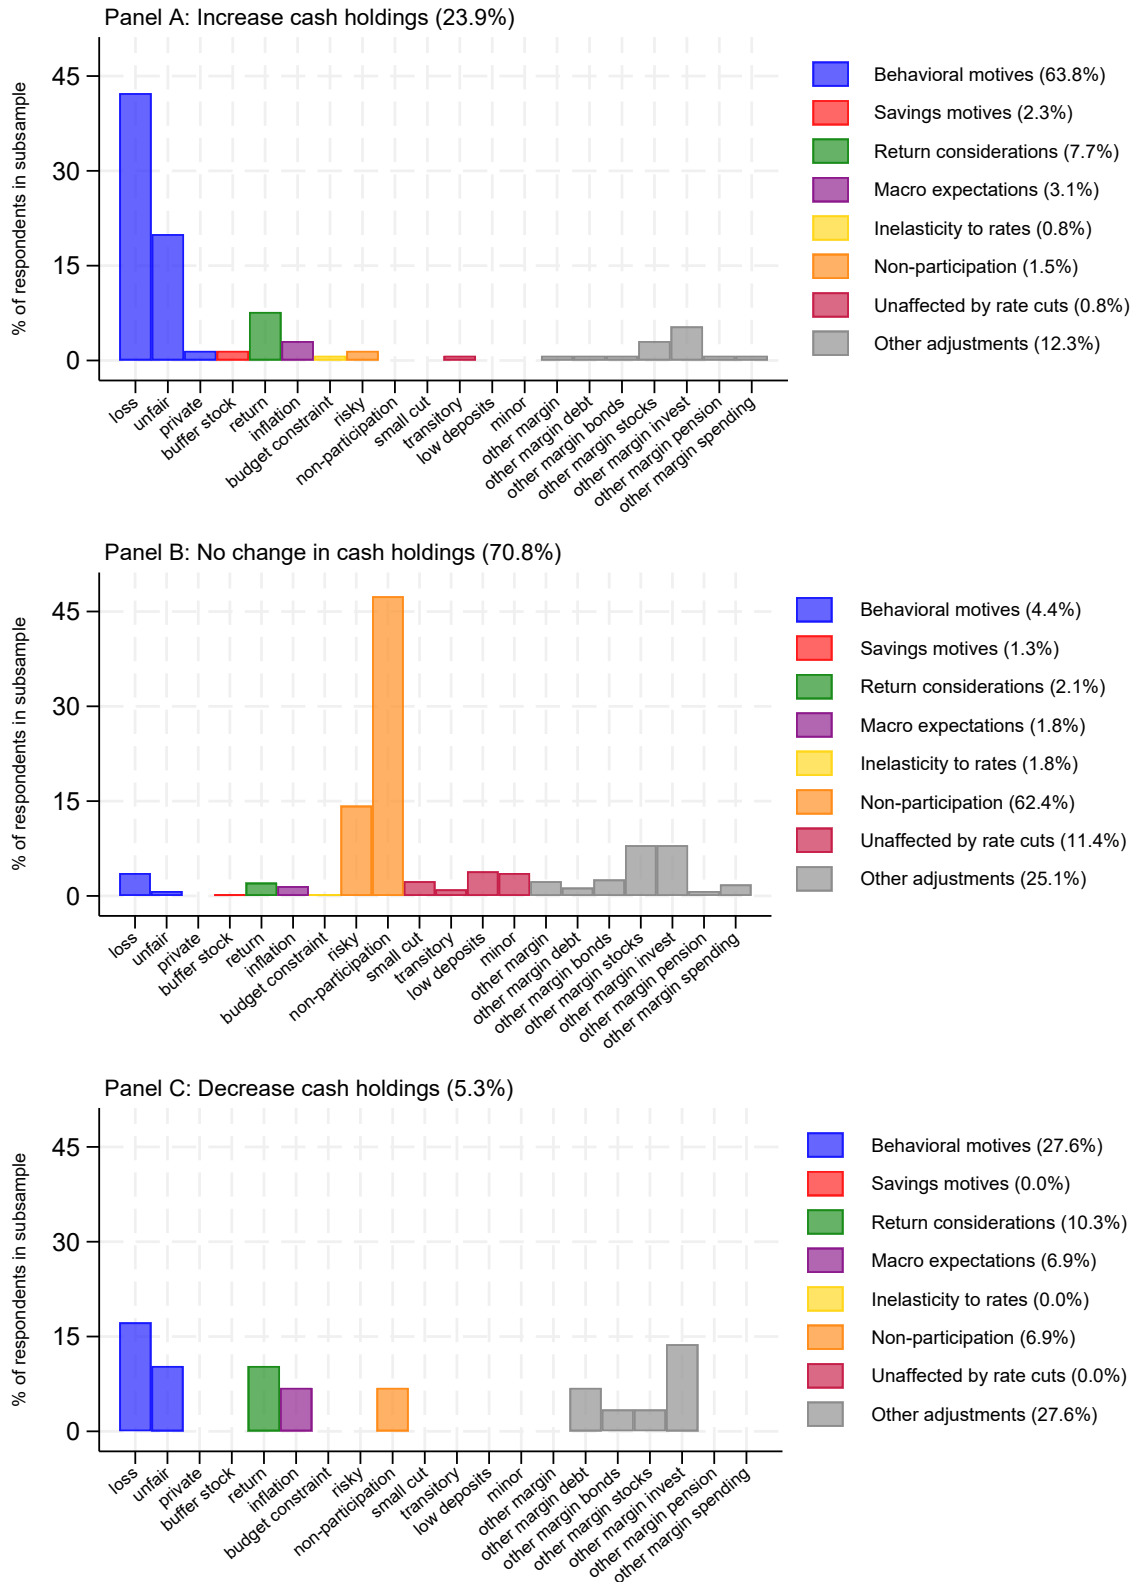 Panel A: Increase cash holdings (23.9%)
% of respondents in subsample
45
30
15
0
loss
unfair
private
buffer stock
return
inflation
budget constraint
risky
non-participation
small cut
transitory
low deposits
minor
other margin
other margin debt
other margin bonds
other margin stocks
other margin invest
other margin pension
other margin spending
Behavioral motives (63.8%)
Savings motives (2.3%)
Return considerations (7.7%)
Macro expectations (3.1%)
Inelasticity to rates (0.8%)
Non-participation (1.5%)
Unaffected by rate cuts (0.8%)
Other adjustments (12.3%)
Panel B: No change in cash holdings (70.8%)
% of respondents in subsample
45
30
15
0
loss
unfair
private
buffer stock
return
inflation
budget constraint
risky
non-participation
small cut
transitory
low deposits
minor
other margin
other margin debt
other margin bonds
other margin stocks
other margin invest
other margin pension
other margin spending
Behavioral motives (4.4%)
Savings motives (1.3%)
Return considerations (2.1%)
Macro expectations (1.8%)
Inelasticity to rates (1.8%)
Non-participation (62.4%)
Unaffected by rate cuts (11.4%)
Other adjustments (25.1%)
Panel C: Decrease cash holdings (5.3%)
% of respondents in subsample
45
30
15
0
loss
unfair
private
buffer stock
return
inflation
budget constraint
risky
non-participation
small cut
transitory
low deposits
minor
other margin
other margin debt
other margin bonds
other margin stocks
other margin invest
other margin pension
other margin spending
Behavioral motives (27.6%)
Savings motives (0.0%)
Return considerations (10.3%)
Macro expectations (6.9%)
Inelasticity to rates (0.0%)
Non-participation (6.9%)
Unaffected by rate cuts (0.0%)
Other adjustments (27.6%)